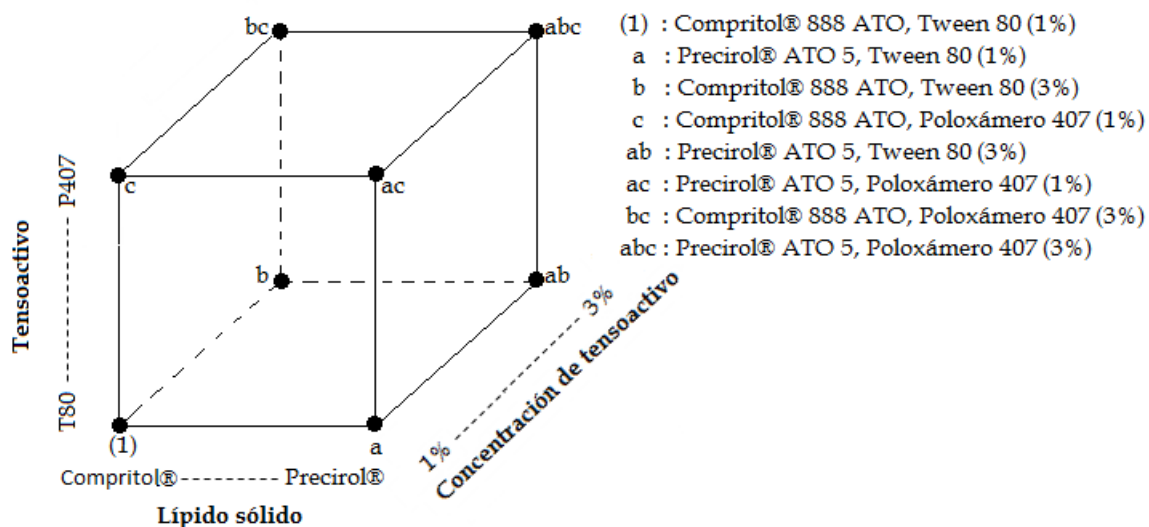 bc
abc
c
ac
b
ab
(1)
a
Tensoactivo
T80 ---------- P407
Compritol®--------- Precirol®
Lípido sólido
1% ---------- 3%
Concentración de tensoactivo
(1) : Compritol® 888 ATO, Tween 80 (1%)
a : Precirol® ATO 5, Tween 80 (1%)
b : Compritol® 888 ATO, Tween 80 (3%)
c : Compritol® 888 ATO, Poloxámero 407 (1%)
ab : Precirol® ATO 5, Tween 80 (3%)
ac : Precirol® ATO 5, Poloxámero 407 (1%)
bc : Compritol® 888 ATO, Poloxámero 407 (3%)
abc : Precirol® ATO 5, Poloxámero 407 (3%)